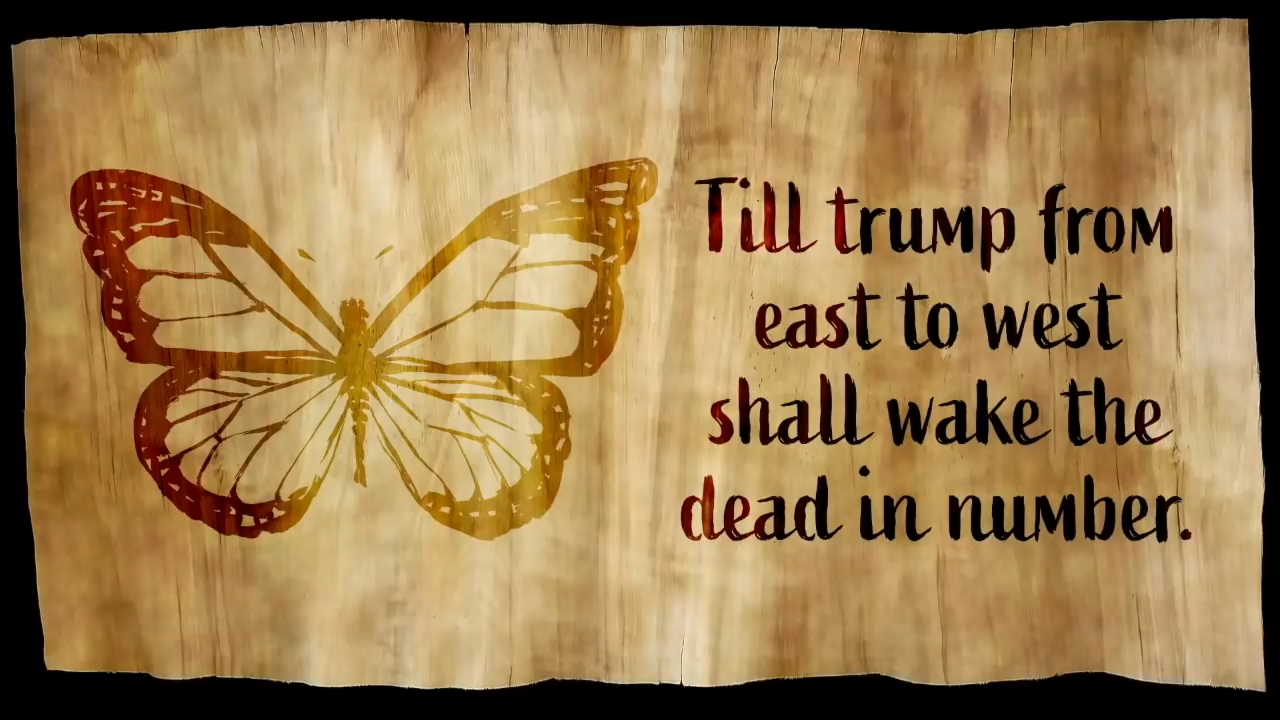 Till trump from
east to west
shall wake the
dead in number.